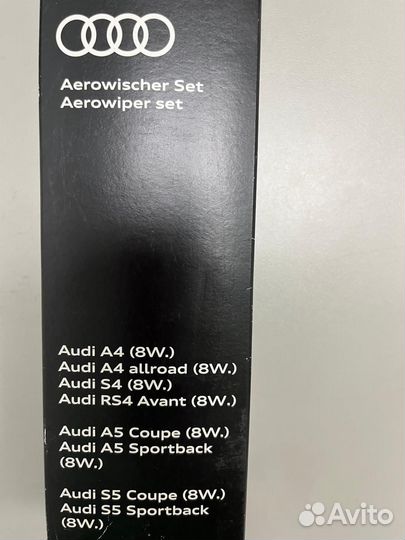 Aerowischer Set
Aerowiper set
Audi A4 (8W.)
Audi A4 allroad (8W.)
Audi S4 (8W.)
Audi RS4 Avant (8W.)
Audi A5 Coupe (8W.)
Audi A5 Sportback
(8W.)
Audi S5 Coupe (8W.)
Audi S5 Sportback
(8W.)
Avito